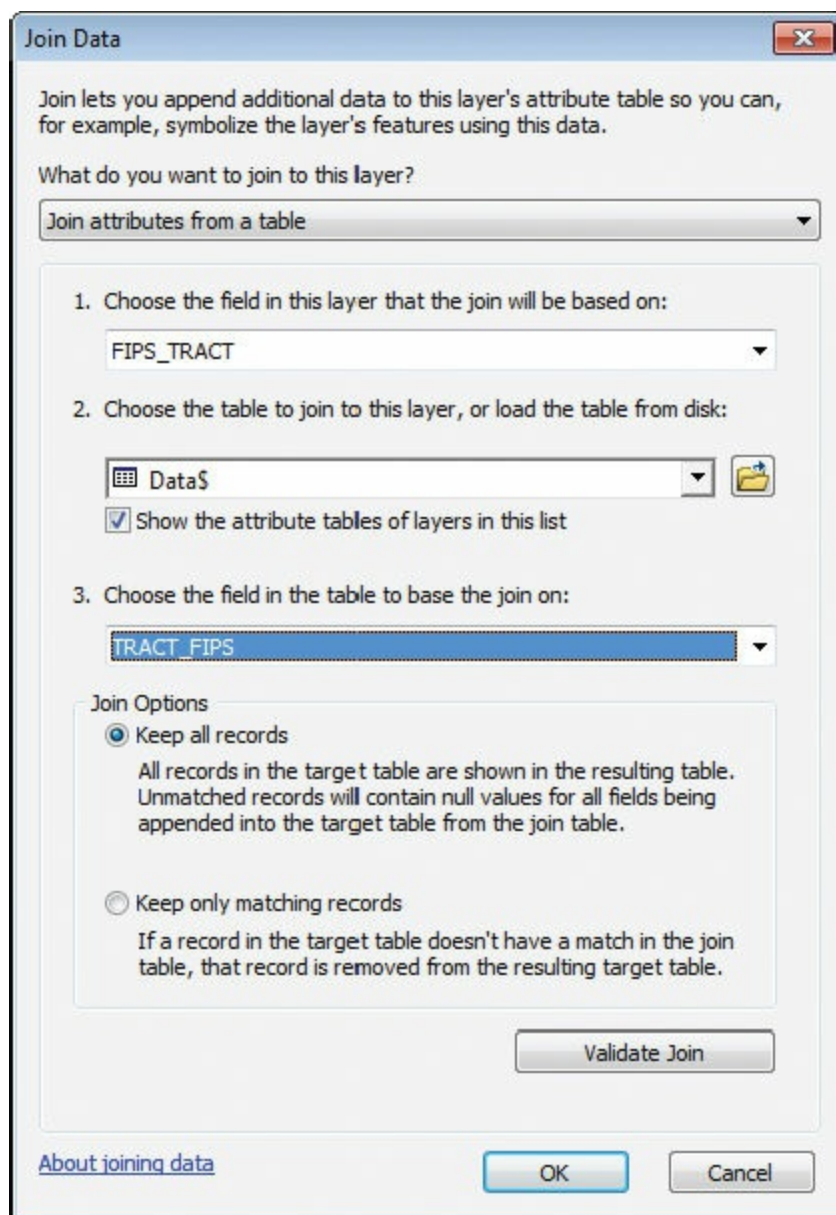 Join Data
Join lets you append additional data to this layer's attribute table so you can,
for example, symbolize the layer's features using this data.
What do you want to join to this layer?
Join attributes from a table
1. Choose the field in this layer that the join will be based on:
FIPS_TRACT
2. Choose the table to join to this layer, or load the table from disk:
Data$
Show the attribute tables of layers in this list
3. Choose the field in the table to base the join on:
TRACT_FIPS
Join Options
Keep all records
All records in the target table are shown in the resulting table.
Unmatched records will contain null values for all fields being
appended into the target table from the join table.
Keep only matching records
If a record in the target table doesn't have a match in the join
table, that record is removed from the resulting target table.
Validate Join
About joining data
OK
Cancel